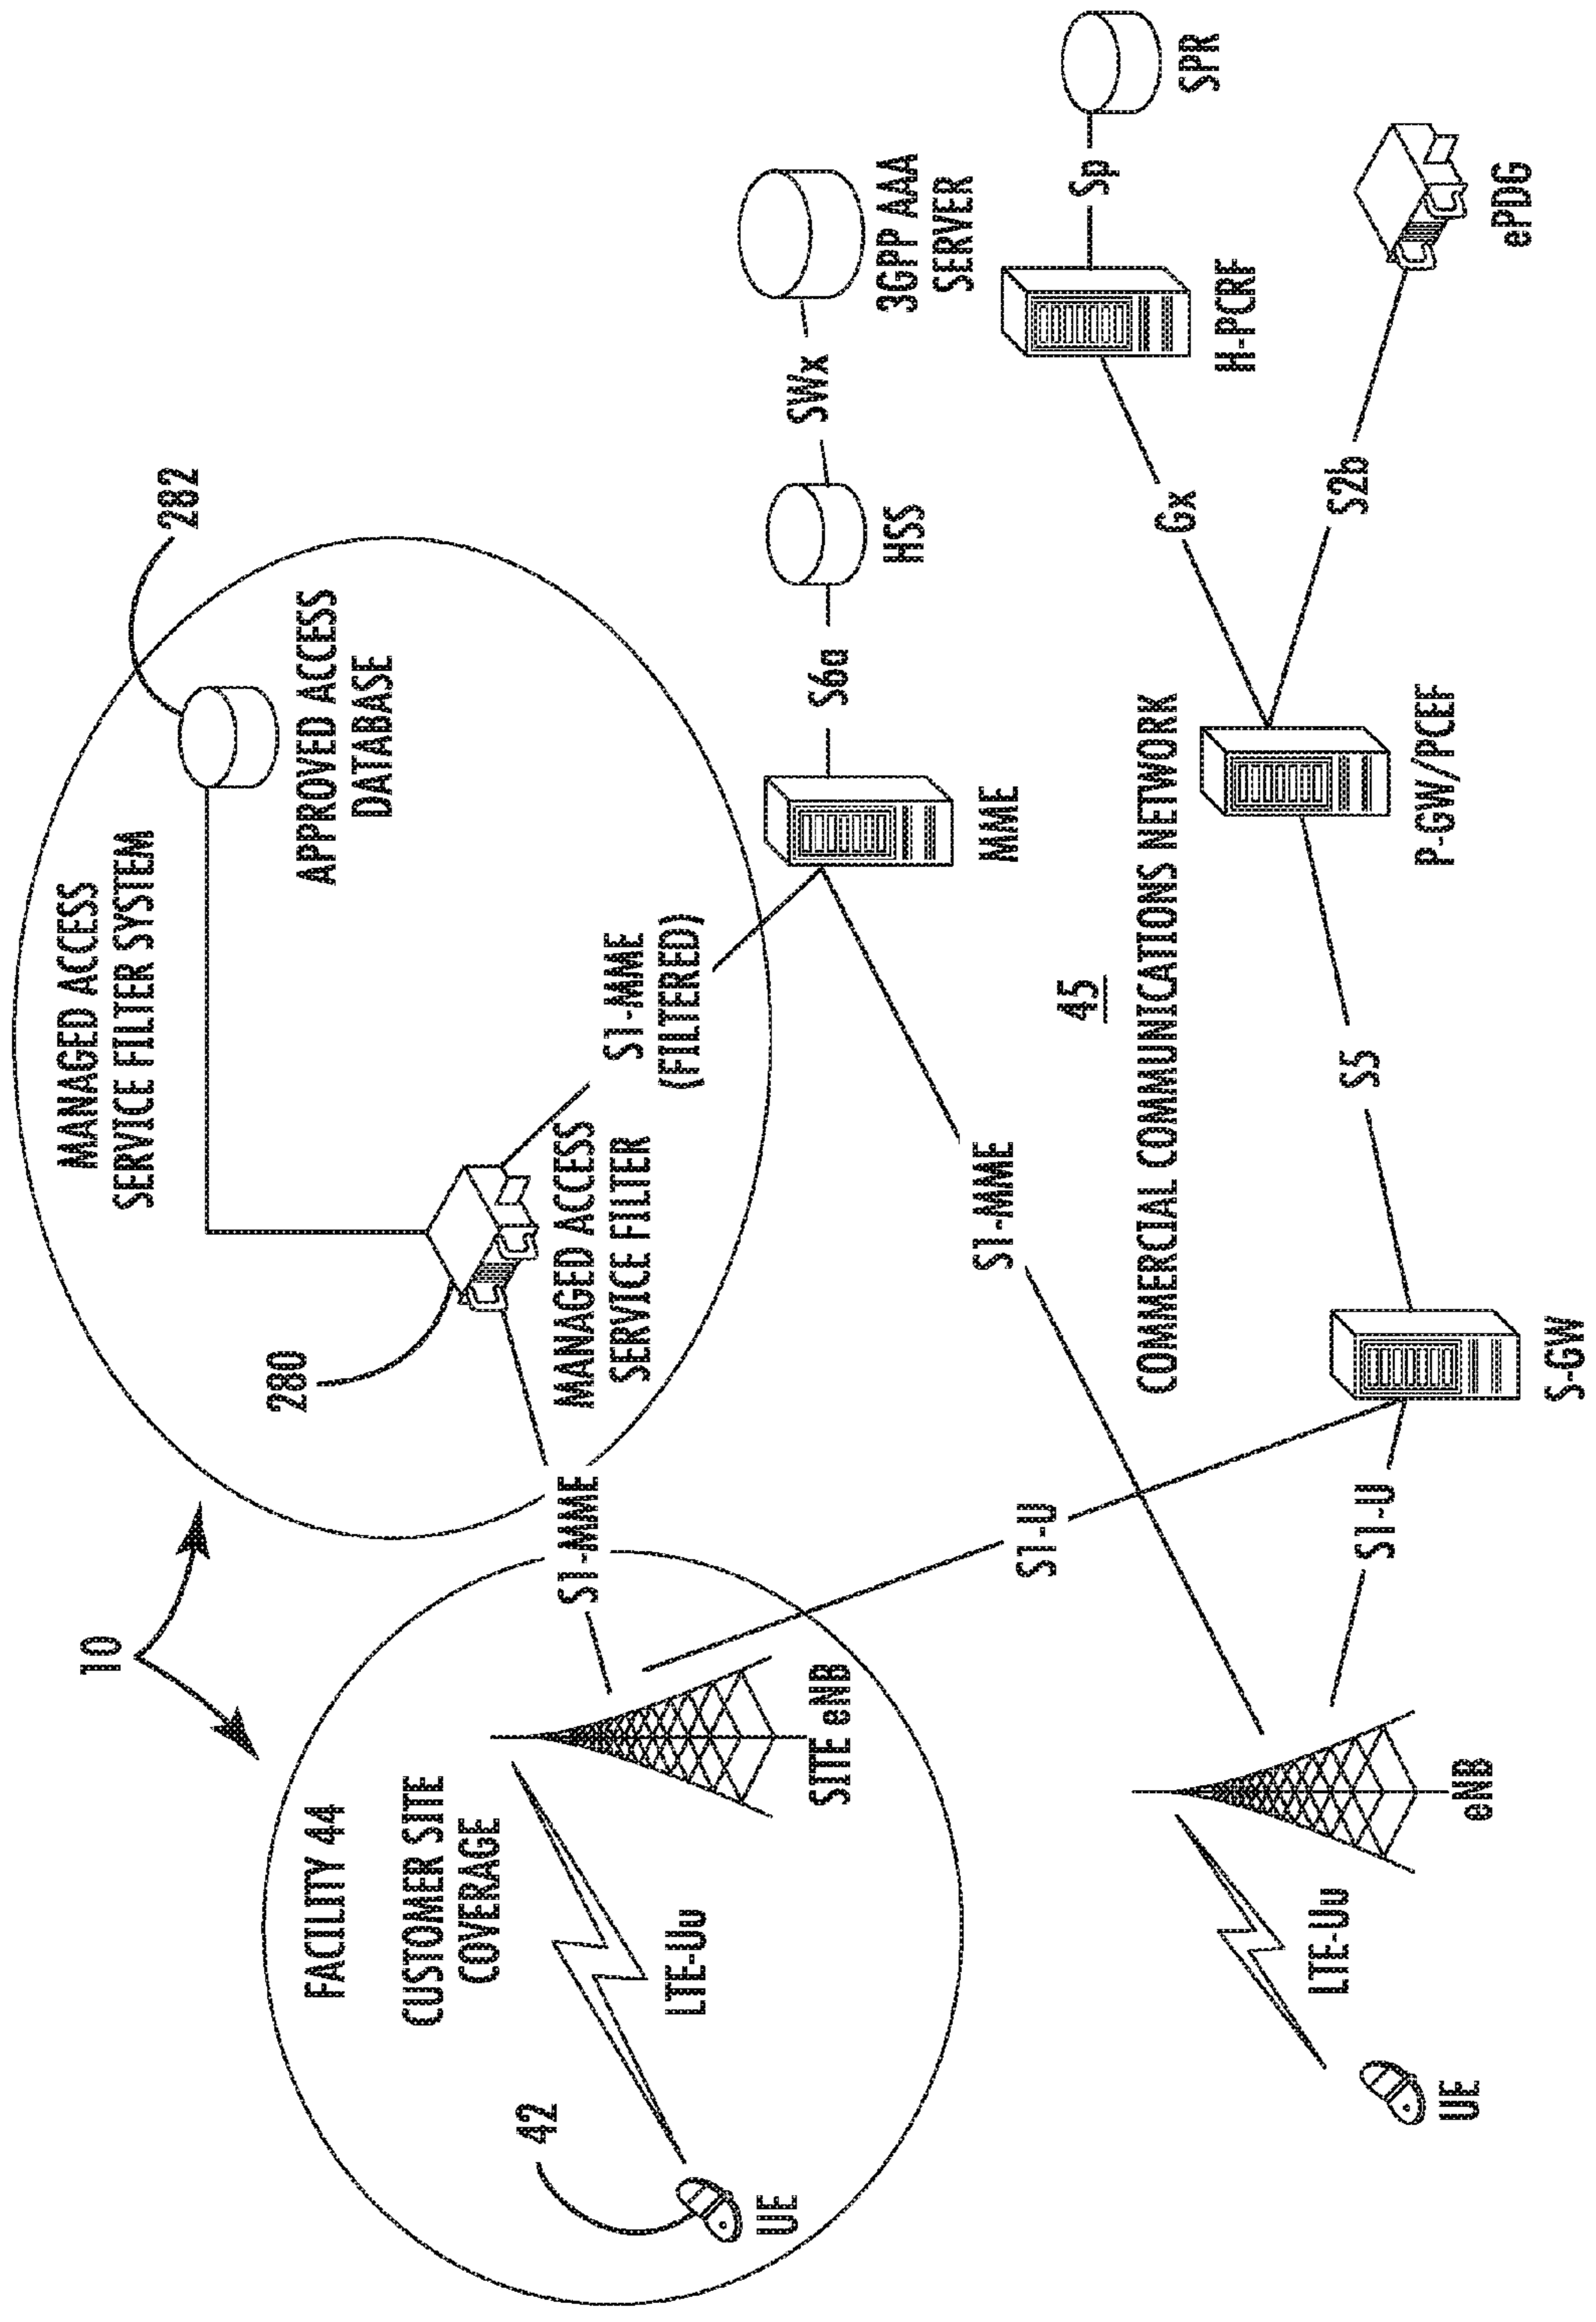 10
282
MANAGED ACCESS
SERVICE FILTER SYSTEM
280
APPROVED ACCESS
DATABASE
FACILITY 44
CUSTOMER SITE
COVERAGE
42
LTE-Uu
UE
SITE eNB
S1-MME
MANAGED ACCESS
SERVICE FILTER
S1-MME
(FILTERED)
MME
S6a
HSS
SWx
3GPP AAA
SERVER
S1-MME
S1-U
45
COMMERCIAL COMMUNICATIONS NETWORK
UE
LTE-Uu
eNB
S1-U
S-GW
S5
P-GW/PCEF
Gx
H-PCRF
Sp
SPR
S2b
ePDG